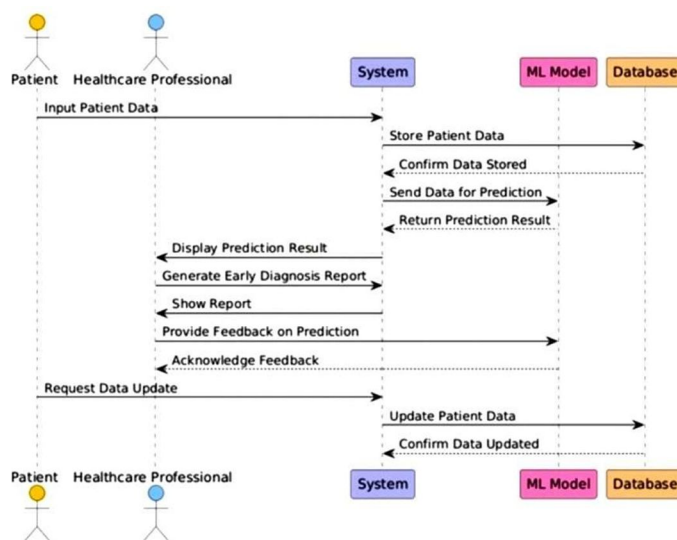 Patient
Healthcare Professional
System
ML Model
Database
Input Patient Data
Store Patient Data
Confirm Data Stored
Send Data for Prediction
Return Prediction Result
Display Prediction Result
Generate Early Diagnosis Report
Show Report
Provide Feedback on Prediction
Acknowledge Feedback
Request Data Update
Update Patient Data
Confirm Data Updated
Patient
Healthcare Professional
System
ML Model
Database